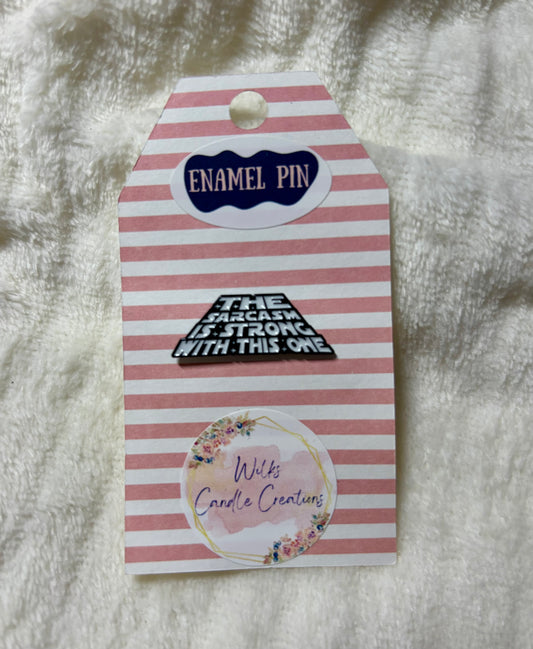 ENAMEL PIN
THE
SARCASM
IS STRONG
WITH THIS ONE
Wilks
Candle Creations